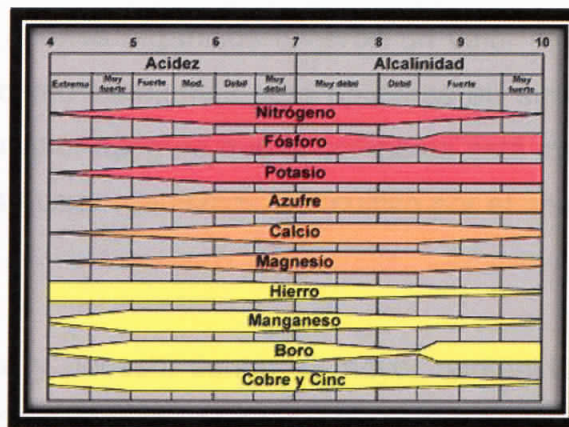 4 5 6 7 8 9 10
Acidez Alcalinidad
Extrema Muy fuerte Fuerte Mod. Debil Muy debil Muy debil Debil Fuerte Muy fuerte
Nitrógeno
Fósforo
Potasio
Azufre
Calcio
Magnesio
Hierro
Manganeso
Boro
Cobre y Cinc